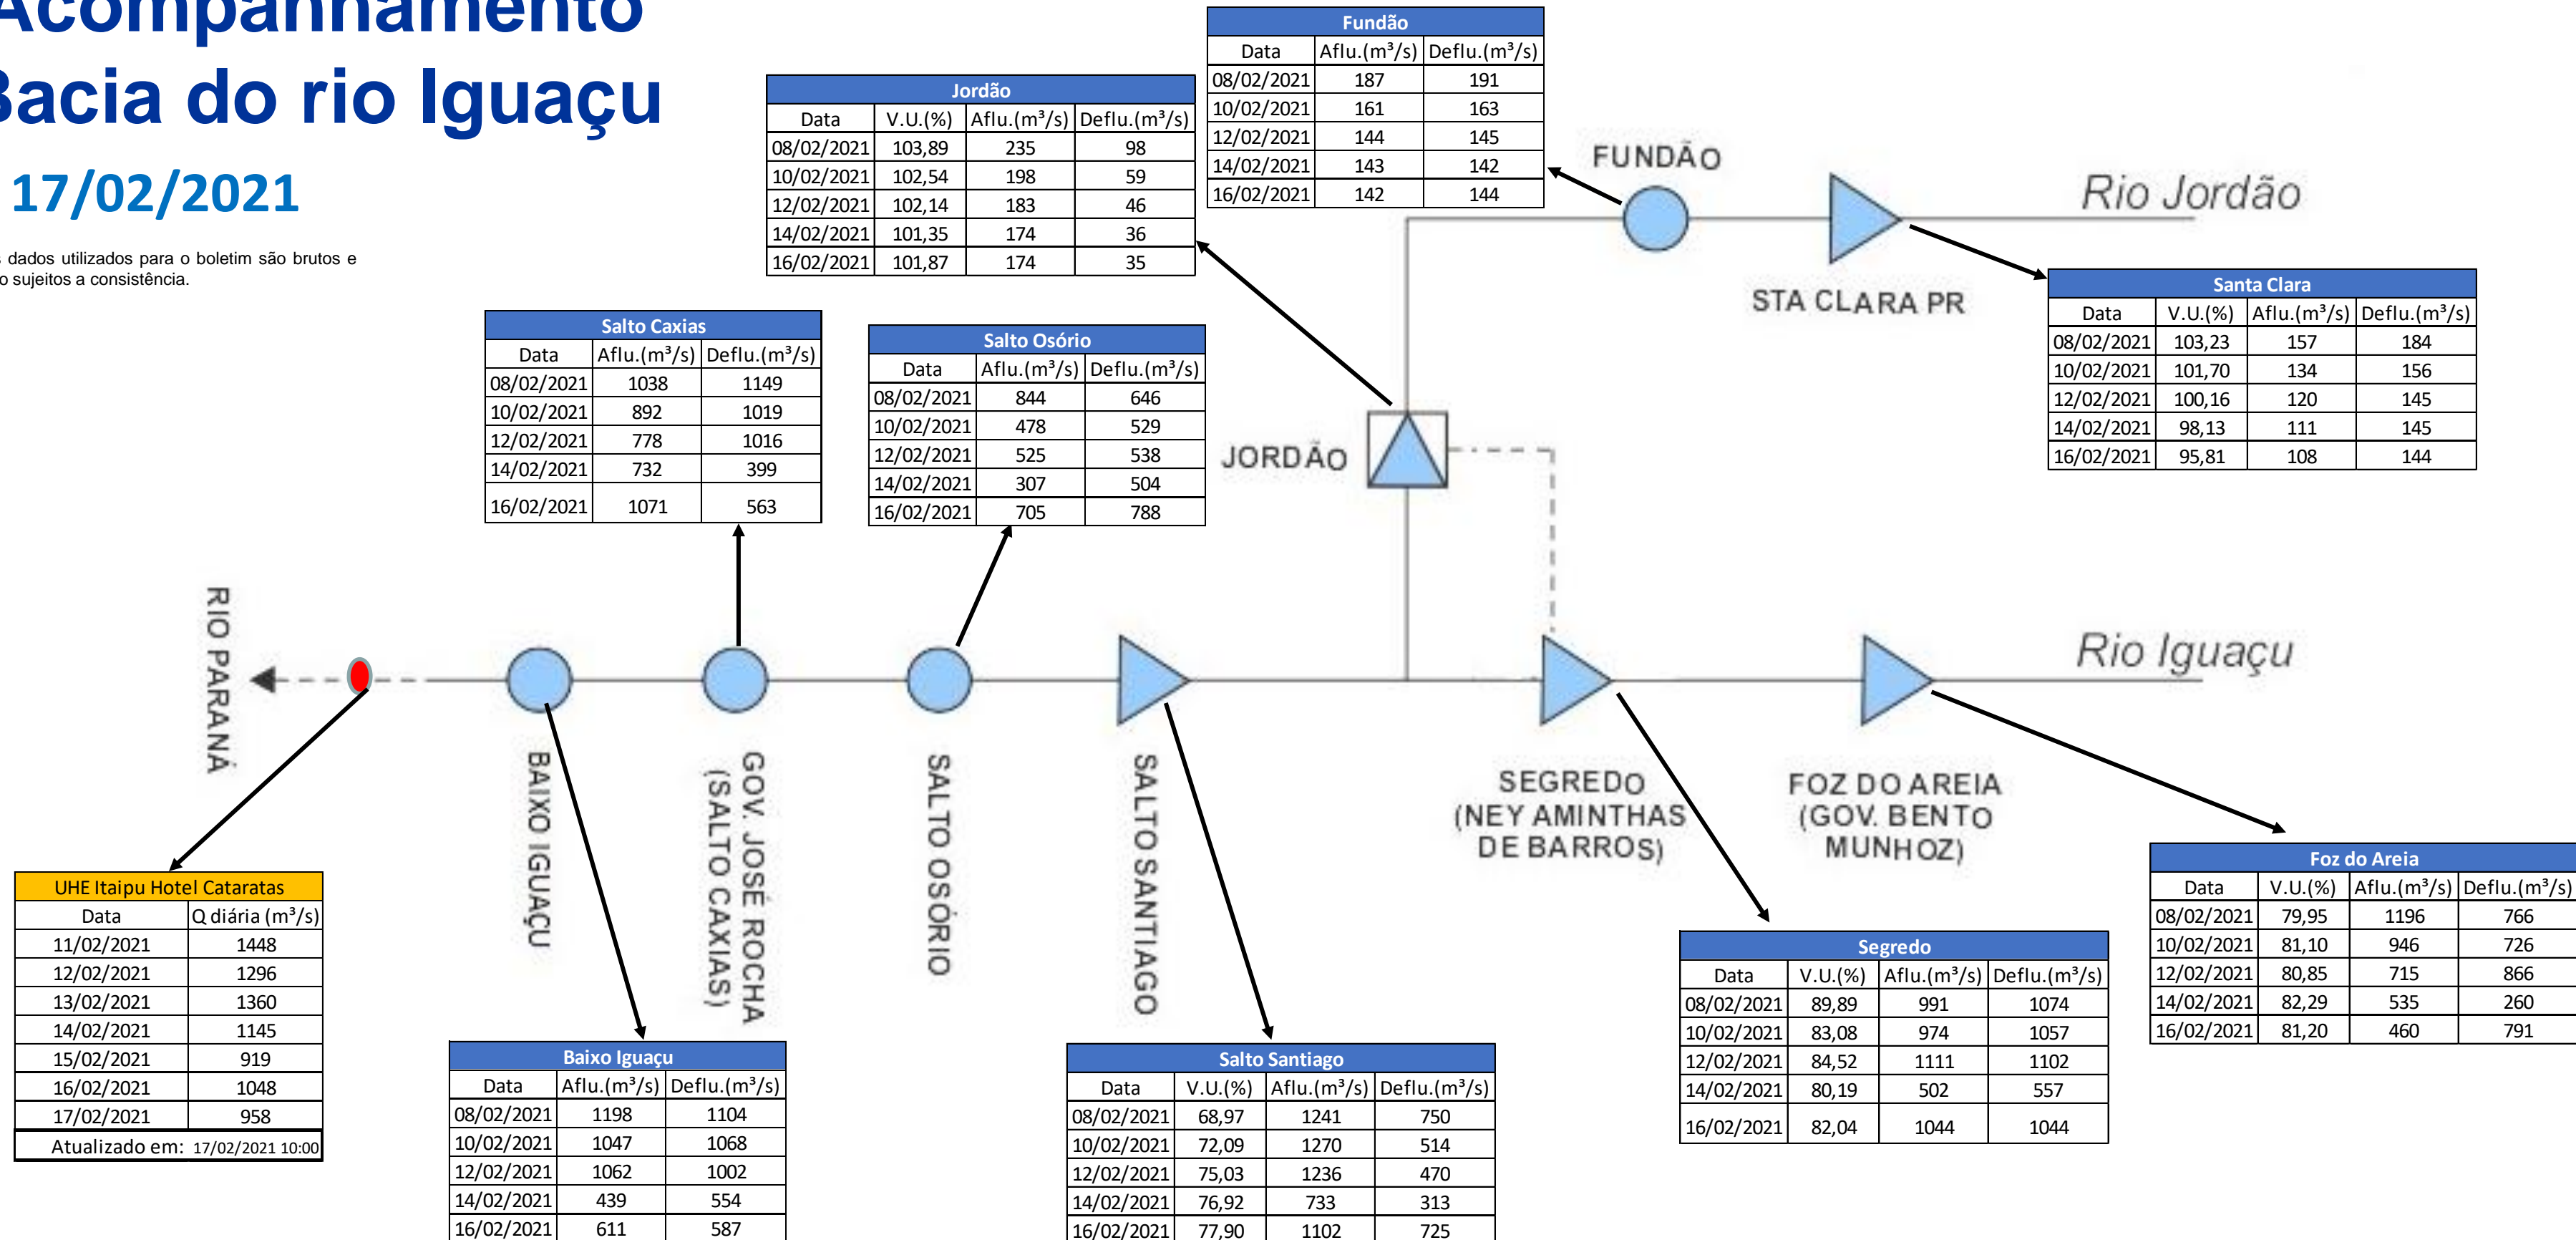 Acompanhamento
Bacia do rio Iguaçu
17/02/2021
dados utilizados para o boletim são brutos e
sujeitos a consistência.
Fundão
Data Aflu.(m³/s) Deflu.(m³/s)
08/02/2021 187 191
10/02/2021 161 163
12/02/2021 144 145
14/02/2021 143 142
16/02/2021 142 144
Jordão
Data V.U.(%) Aflu.(m³/s) Deflu.(m³/s)
08/02/2021 103,89 235 98
10/02/2021 102,54 198 59
12/02/2021 102,14 183 46
14/02/2021 101,35 174 36
16/02/2021 101,87 174 35
FUNDÃO
STA CLARA PR
Rio Jordão
Santa Clara
Data V.U.(%) Aflu.(m³/s) Deflu.(m³/s)
08/02/2021 103,23 157 184
10/02/2021 101,70 134 156
12/02/2021 100,16 120 145
14/02/2021 98,13 111 145
16/02/2021 95,81 108 144
Salto Caxias
Data Aflu.(m³/s) Deflu.(m³/s)
08/02/2021 1038 1149
10/02/2021 892 1019
12/02/2021 778 1016
14/02/2021 732 399
16/02/2021 1071 563
Salto Osório
Data Aflu.(m³/s) Deflu.(m³/s)
08/02/2021 844 646
10/02/2021 478 529
12/02/2021 525 538
14/02/2021 307 504
16/02/2021 705 788
JORDÃO
RIO PARANÁ
Rio Iguaçu
BAIXO IGUAÇU
GOV. JOSÉ ROCHA
(SALTO CAXIAS)
SALTO OSÓRIO
SALTO SANTIAGO
SEGREDO
(NEY AMINTHAS
DE BARROS)
FOZ DO AREIA
(GOV. BENTO
MUNHOZ)
UHE Itaipu Hotel Cataratas
Data Q diária (m³/s)
11/02/2021 1448
12/02/2021 1296
13/02/2021 1360
14/02/2021 1145
15/02/2021 919
16/02/2021 1048
17/02/2021 958
Atualizado em: 17/02/2021 10:00
Baixo Iguaçu
Data Aflu.(m³/s) Deflu.(m³/s)
08/02/2021 1198 1104
10/02/2021 1047 1068
12/02/2021 1062 1002
14/02/2021 439 554
16/02/2021 611 587
Salto Santiago
Data V.U.(%) Aflu.(m³/s) Deflu.(m³/s)
08/02/2021 68,97 1241 750
10/02/2021 72,09 1270 514
12/02/2021 75,03 1236 470
14/02/2021 76,92 733 313
16/02/2021 77,90 1102 725
Segredo
Data V.U.(%) Aflu.(m³/s) Deflu.(m³/s)
08/02/2021 89,89 991 1074
10/02/2021 83,08 974 1057
12/02/2021 84,52 1111 1102
14/02/2021 80,19 502 557
16/02/2021 82,04 1044 1044
Foz do Areia
Data V.U.(%) Aflu.(m³/s) Deflu.(m³/s)
08/02/2021 79,95 1196 766
10/02/2021 81,10 946 726
12/02/2021 80,85 715 866
14/02/2021 82,29 535 260
16/02/2021 81,20 460 791